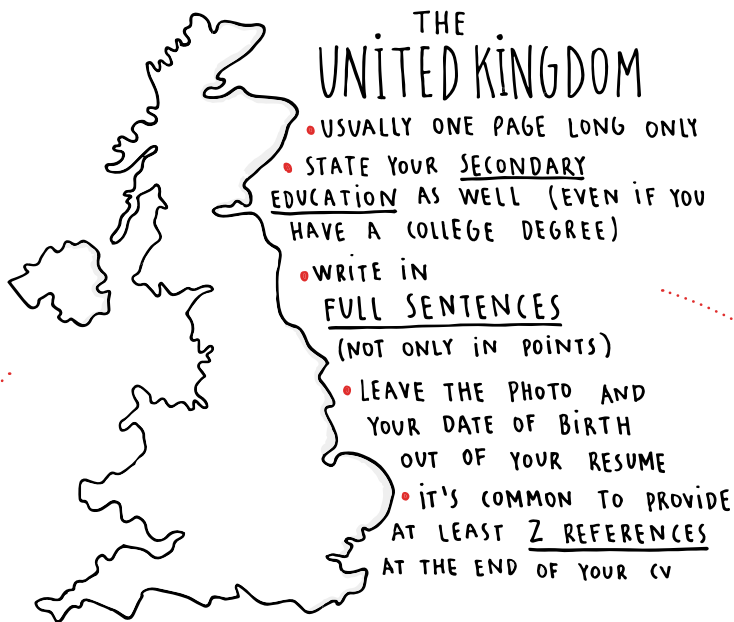 THE
UNITED KINGDOM
• USUALLY ONE PAGE LONG ONLY
• STATE YOUR SECONDARY
EDUCATION AS WELL (EVEN IF YOU
HAVE A COLLEGE DEGREE)
• WRITE IN
FULL SENTENCES
(NOT ONLY IN POINTS)
• LEAVE THE PHOTO AND
YOUR DATE OF BIRTH
OUT OF YOUR RESUME
• IT'S COMMON TO PROVIDE
AT LEAST 2 REFERENCES
AT THE END OF YOUR CV